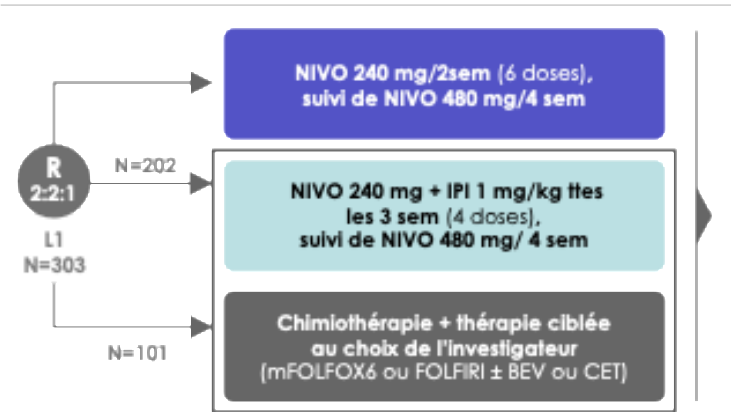 NIVO 240 mg/2sem (6 doses),
suivi de NIVO 480 mg/4 sem
R
2:2:1
N=202
NIVO 240 mg + IPI 1 mg/kg ttes
les 3 sem (4 doses),
suivi de NIVO 480 mg/ 4 sem
L1
N=303
N=101
Chimiothérapie + thérapie ciblée
au choix de l'investigateur
(mFOLFOX6 ou FOLFIRI ± BEV ou CET)